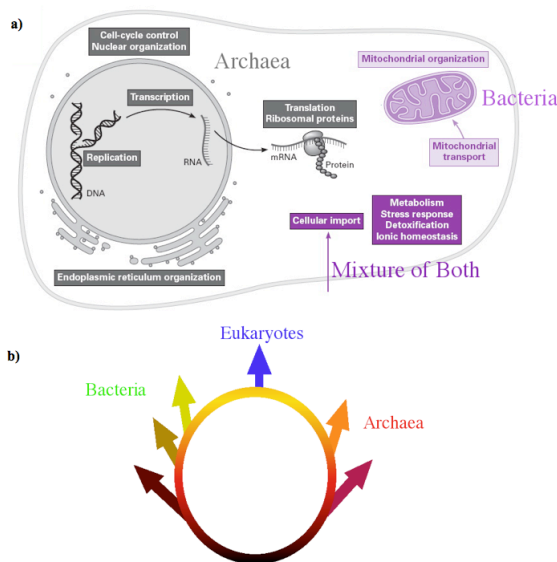 a)
Cell-cycle control
Nuclear organization
Archaea
Mitochondrial organization
Bacteria
Transcription
Translation
Ribosomal proteins
Mitochondrial
transport
Replication
RNA
mRNA
Protein
DNA
Metabolism
Stress response
Detoxification
Ionic homeostasis
Cellular import
Endoplasmic reticulum organization
Mixture of Both
b)
Eukaryotes
Bacteria
Archaea